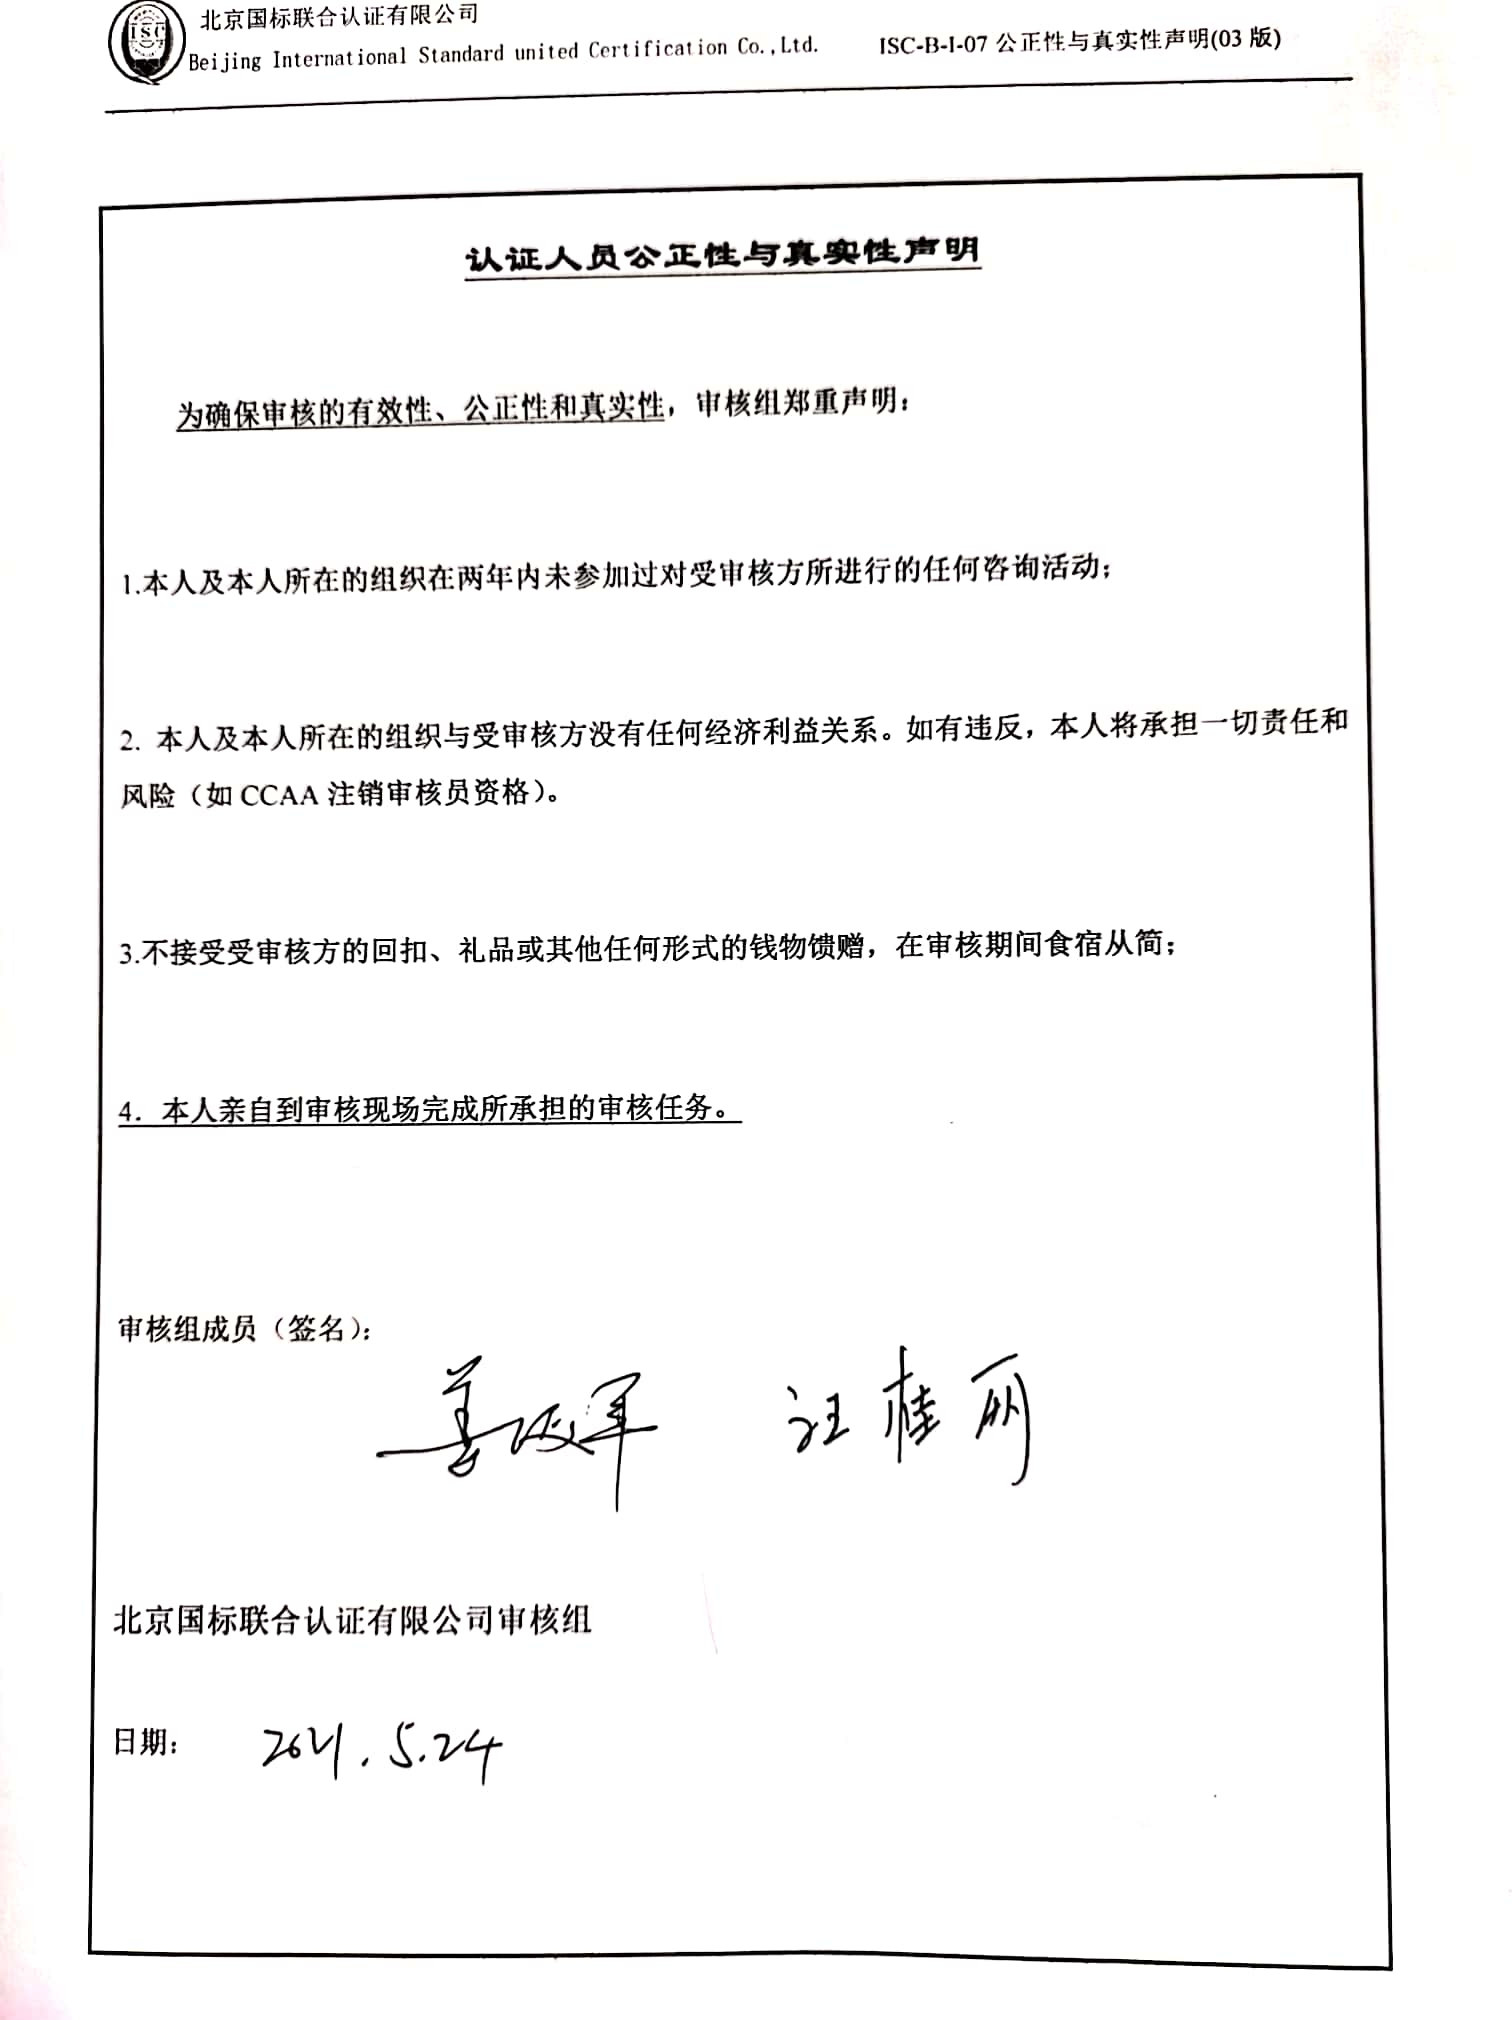 ISC
北京国标联合认证有限公司
Beijing International Standard united Certification Co.,Ltd. ISC-B-I-07 公正性与真实性声明(03 版)
认证人员公正性与真实性声明
为确保审核的有效性、公正性和真实性，审核组郑重声明：
1.本人及本人所在的组织在两年内未参加过对受审核方所进行的任何咨询活动；
2. 本人及本人所在的组织与受审核方没有任何经济利益关系。如有违反，本人将承担一切责任和
风险（如 CCAA 注销审核员资格）。
3.不接受受审核方的回扣、礼品或其他任何形式的钱物馈赠，在审核期间食宿从简；
4. 本人亲自到审核现场完成所承担的审核任务。
审核组成员（签名）：
汪桂丽
北京国标联合认证有限公司审核组
日期： 2021.5.24